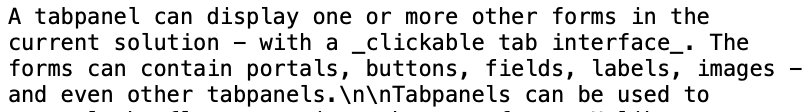 A tabpanel can display one or more other forms in the
current solution – with a _clickable tab interface_. The
forms can contain portals, buttons, fields, labels, images –
and even other tabpanels.\n\nTabpanels can be used to